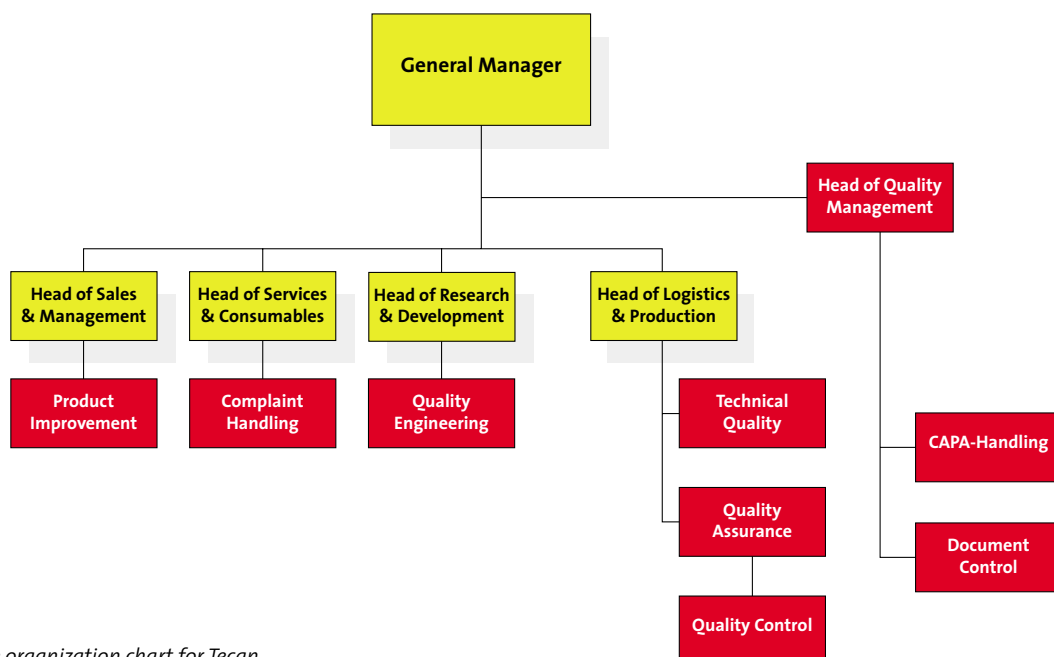 General Manager
Head of Quality
Management
Head of Sales
& Management
Head of Services
& Consumables
Head of Research
& Development
Head of Logistics
& Production
Product
Improvement
Complaint
Handling
Quality
Engineering
Technical
Quality
CAPA-Handling
Quality
Assurance
Document
Control
Quality Control
organization chart for Tecan